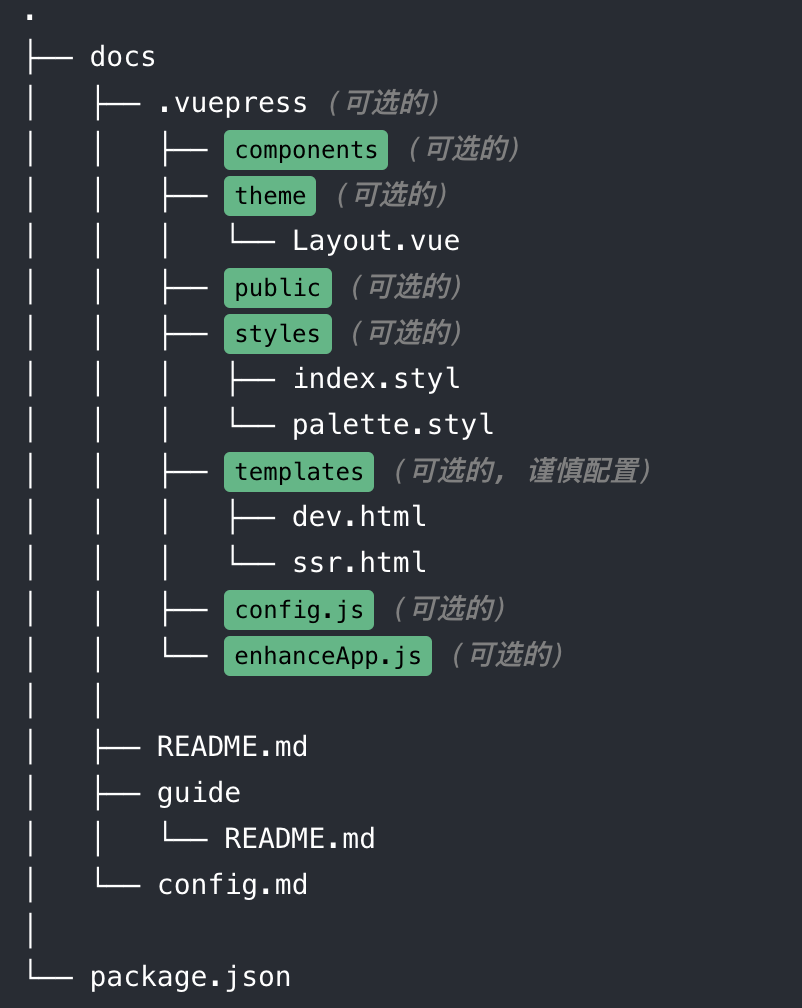 .
├── docs
│   ├── .vuepress (可选的)
│   │   ├── components (可选的)
│   │   ├── theme (可选的)
│   │   │   └── Layout.vue
│   │   ├── public (可选的)
│   │   ├── styles (可选的)
│   │   │   ├── index.styl
│   │   │   └── palette.styl
│   │   ├── templates (可选的, 谨慎配置)
│   │   │   ├── dev.html
│   │   │   └── ssr.html
│   │   ├── config.js (可选的)
│   │   └── enhanceApp.js (可选的)
│   │
│   ├── README.md
│   ├── guide
│   │   └── README.md
│   └── config.md
│
└── package.json